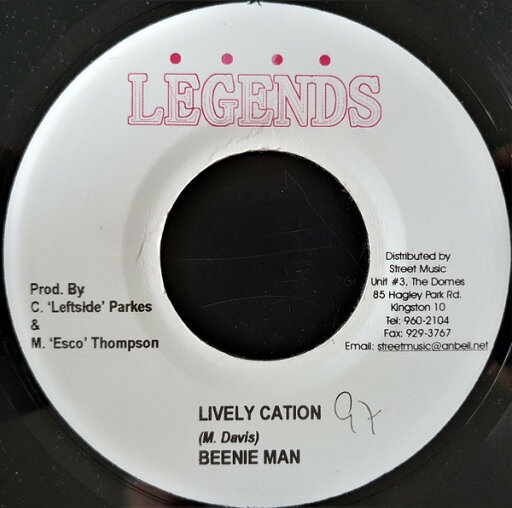 LEGENDS
Prod. By
C. 'Leftside' Parkes
&
M. 'Esco' Thompson
Distributed by
Street Music
Unit #3, The Domes
85 Hagley Park Rd.
Kingston 10
Tel: 960-2104
Fax: 929-3767
Email: streetmusic@anbell.net
LIVELY CATION 97
(M. Davis)
BEENIE MAN